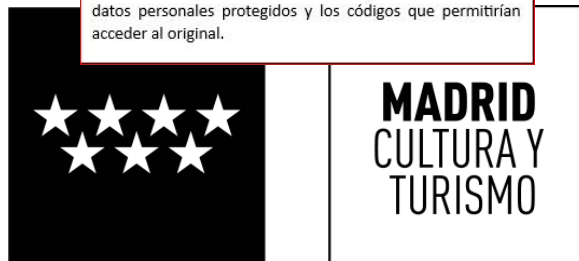 datos personales protegidos y los códigos que permitirían
acceder al original.
MADRID
CULTURA Y
TURISMO